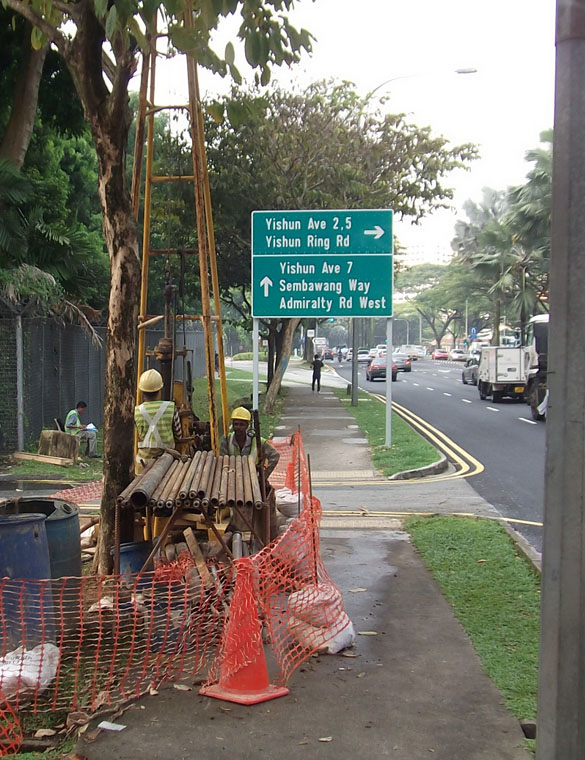 Yishun Ave 2,5
Yishun Ring Rd
Yishun Ave 7
Sembawang Way
Admiralty Rd West